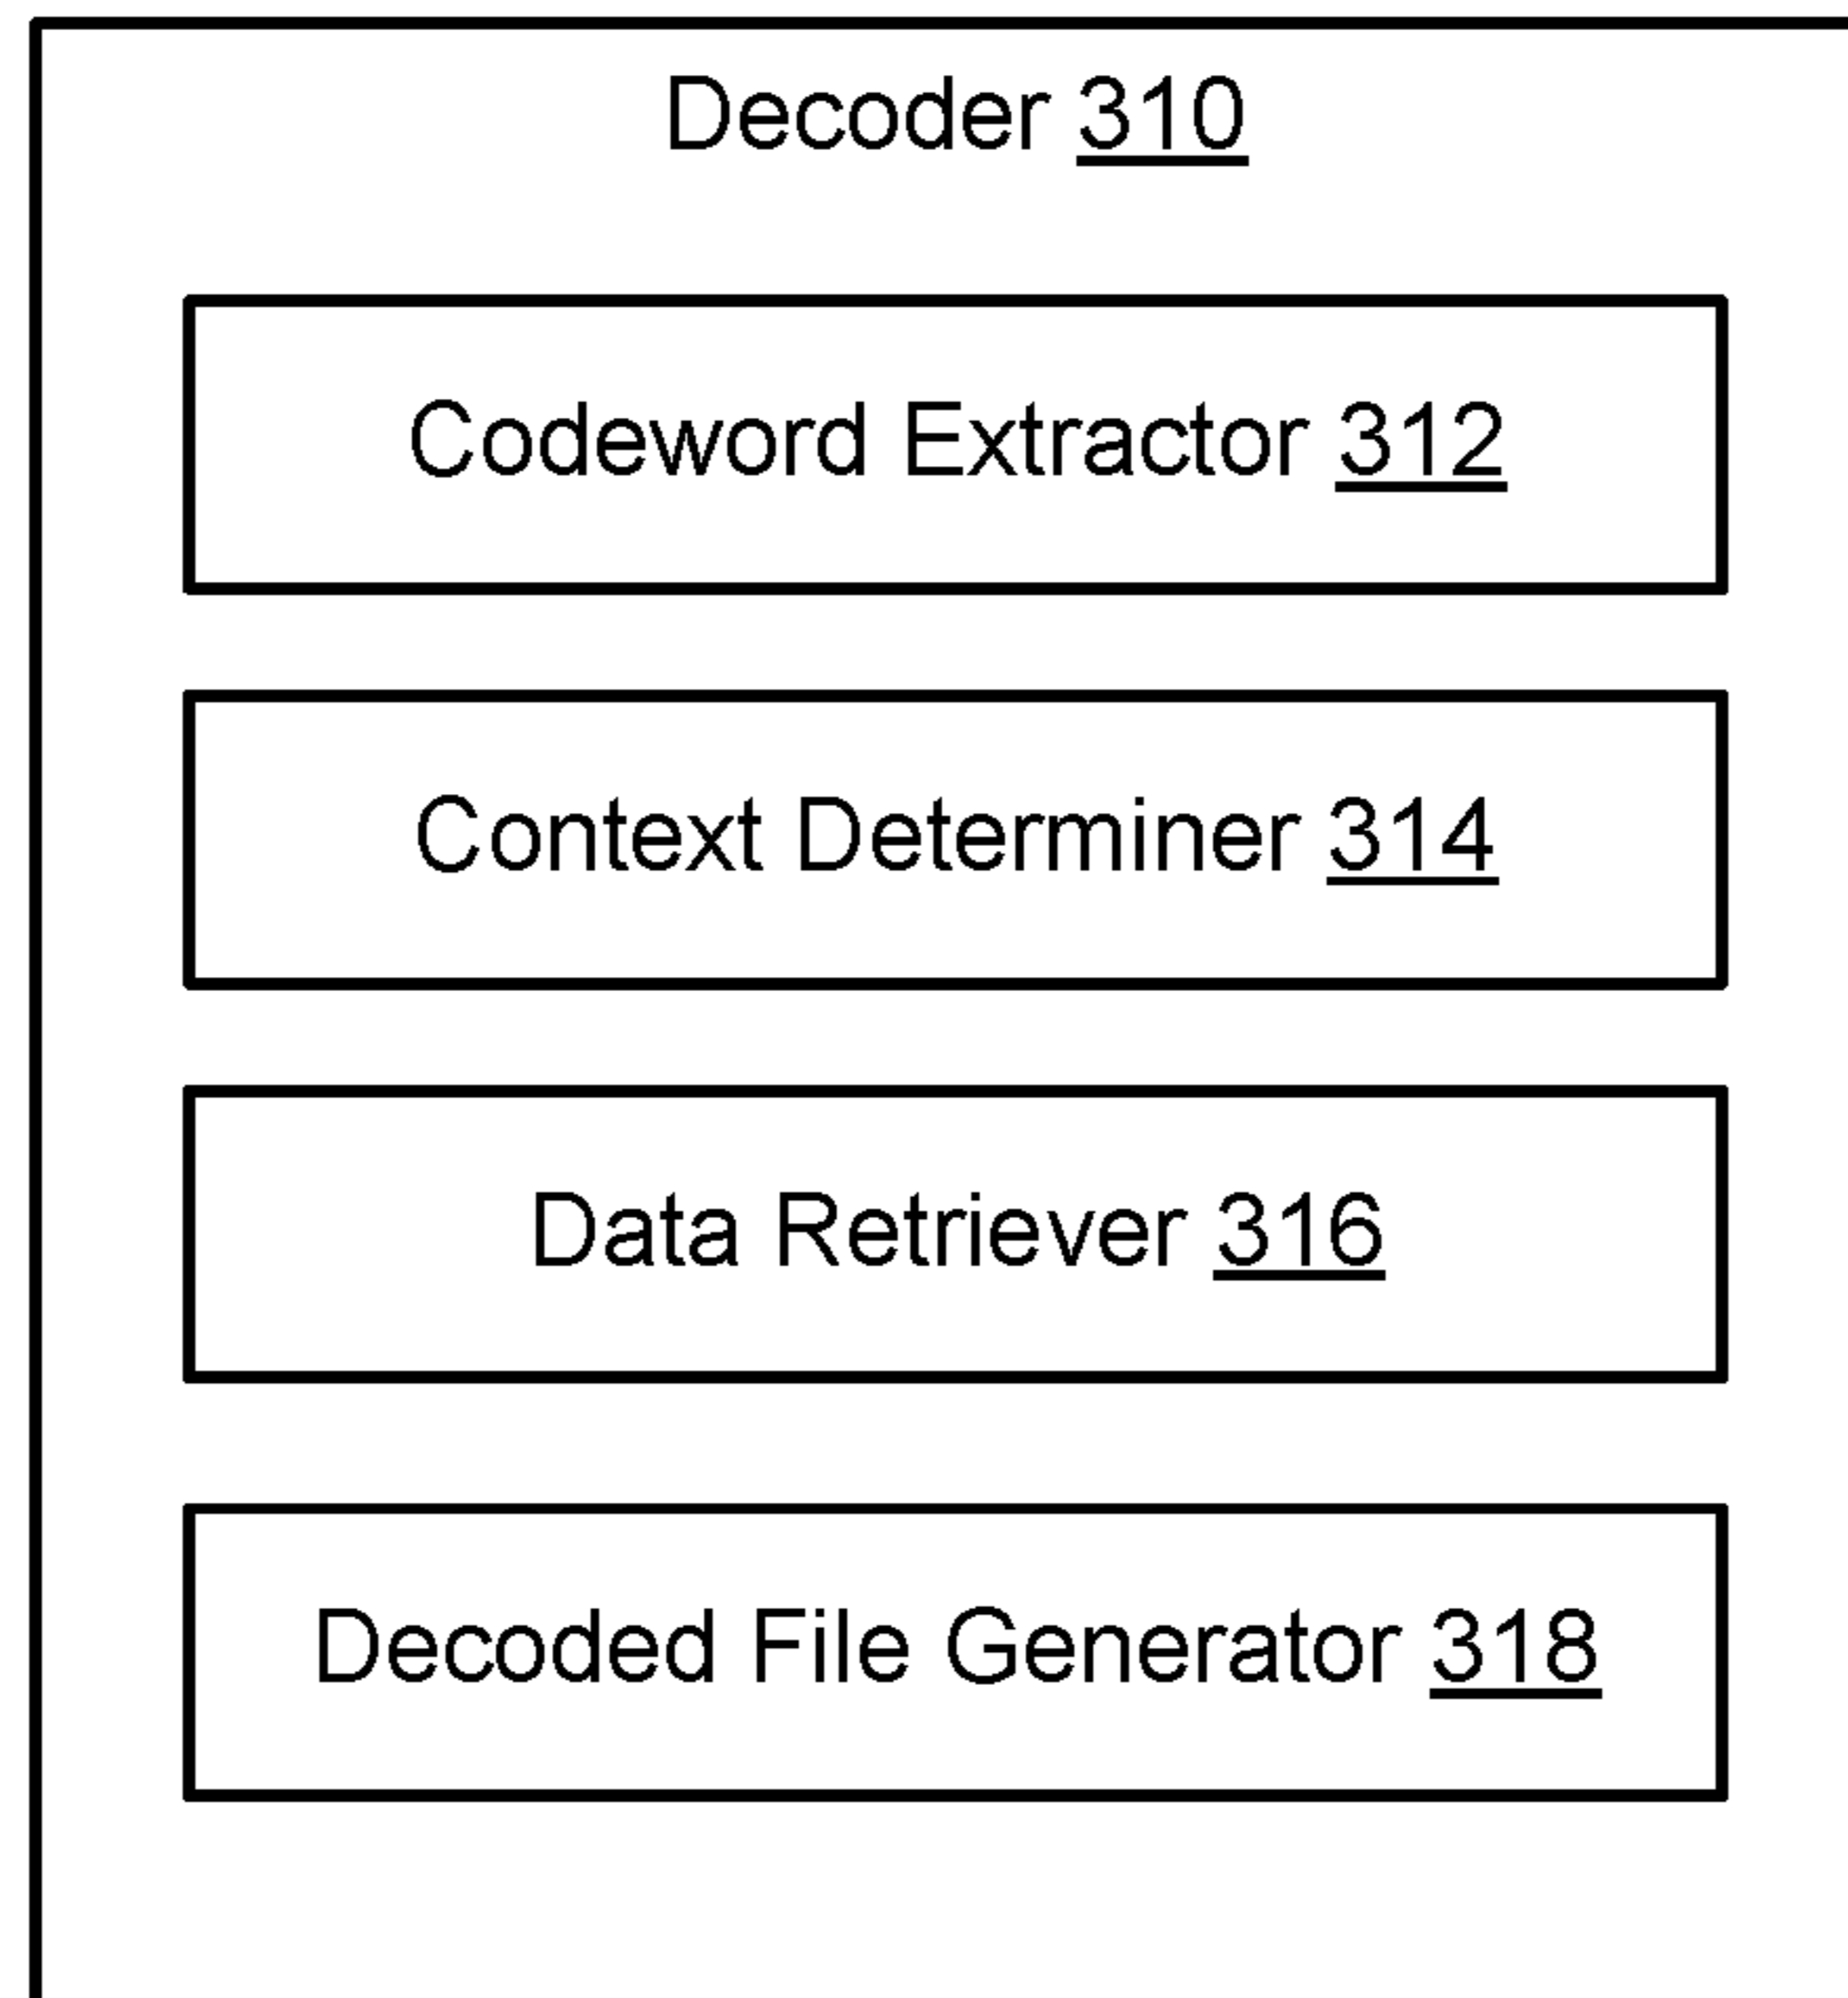 Decoder 310
Codeword Extractor 312
Context Determiner 314
Data Retriever 316
Decoded File Generator 318